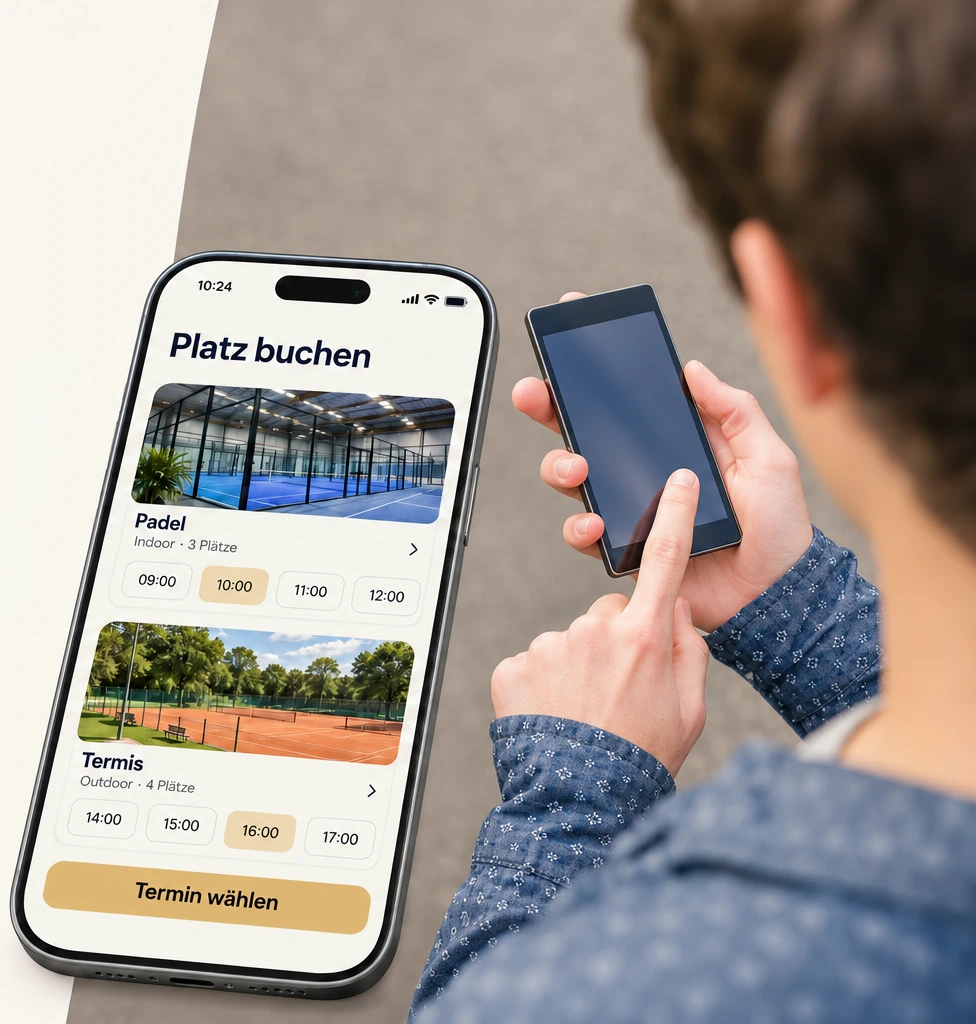 10:24
Platz buchen
Padel
Indoor · 3 Plätze
09:00 10:00 11:00 12:00
Termis
Outdoor · 4 Plätze
14:00 15:00 16:00 17:00
Termin wählen